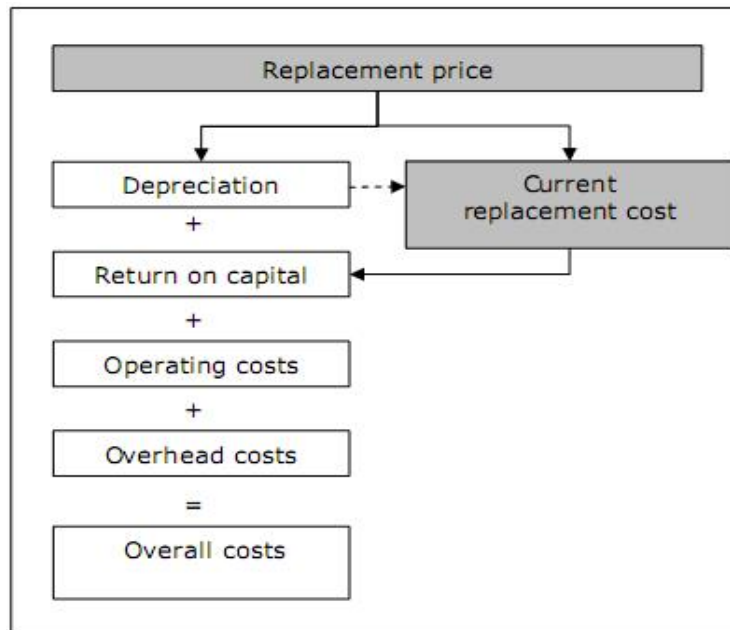 Replacement price
Depreciation
Current
replacement cost
+
Return on capital
+
Operating costs
+
Overhead costs
=
Overall costs